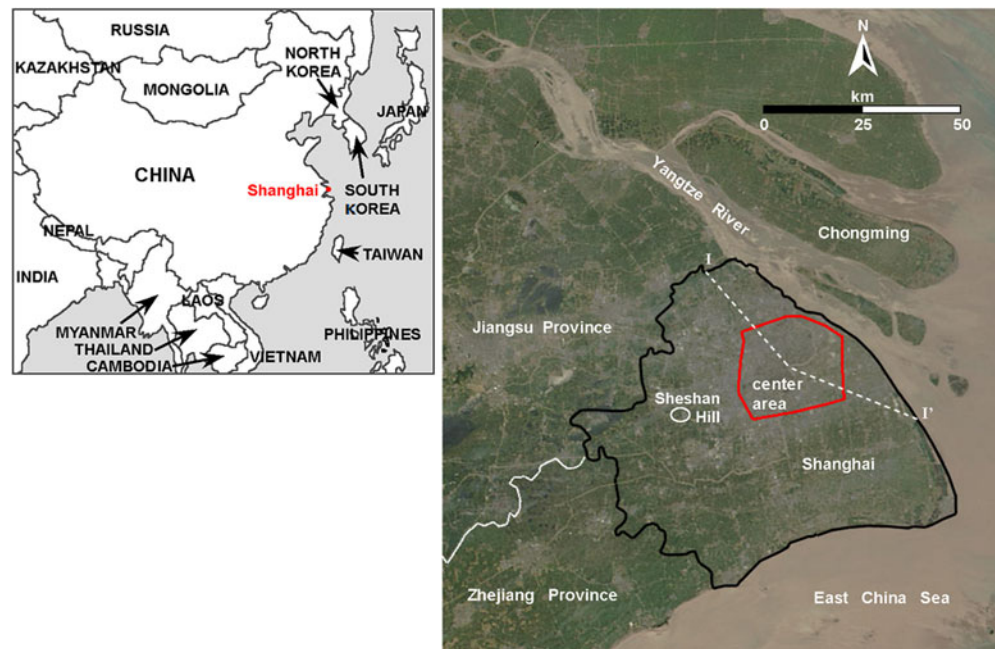 RUSSIA
KAZAKHSTAN
MONGOLIA
NORTH
KOREA
JAPAN
CHINA
Shanghai
SOUTH
KOREA
NEPAL
TAIWAN
INDIA
LAOS
MYANMAR
THAILAND
CAMBODIA
VIETNAM
PHILIPPINES
N
km
0 25 50
Yangtze River
Chongming
I
Jiangsu Province
center
area
Sheshan
Hill
I'
Shanghai
Zhejiang Province
East China Sea